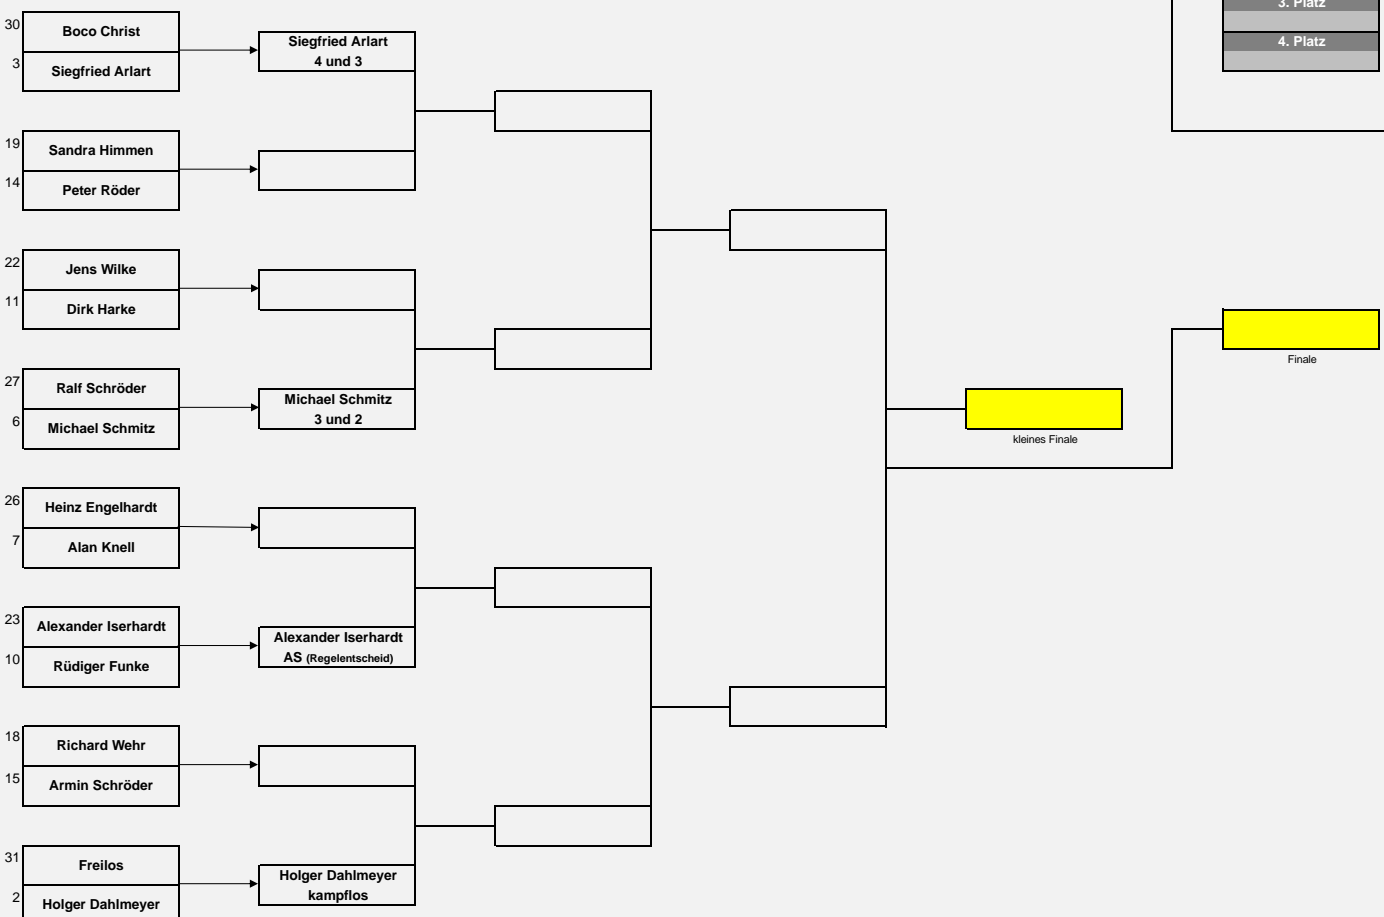 3. Platz
4. Platz
30
Boco Christ
3
Siegfried Arlart
Siegfried Arlart
4 und 3
19
Sandra Himmen
14
Peter Röder
22
Jens Wilke
11
Dirk Harke
27
Ralf Schröder
6
Michael Schmitz
Michael Schmitz
3 und 2
Finale
kleines Finale
26
Heinz Engelhardt
7
Alan Knell
23
Alexander Iserhardt
10
Rüdiger Funke
Alexander Iserhardt
AS (Regelentscheid)
18
Richard Wehr
15
Armin Schröder
31
Freilos
2
Holger Dahlmeyer
Holger Dahlmeyer
kampflos